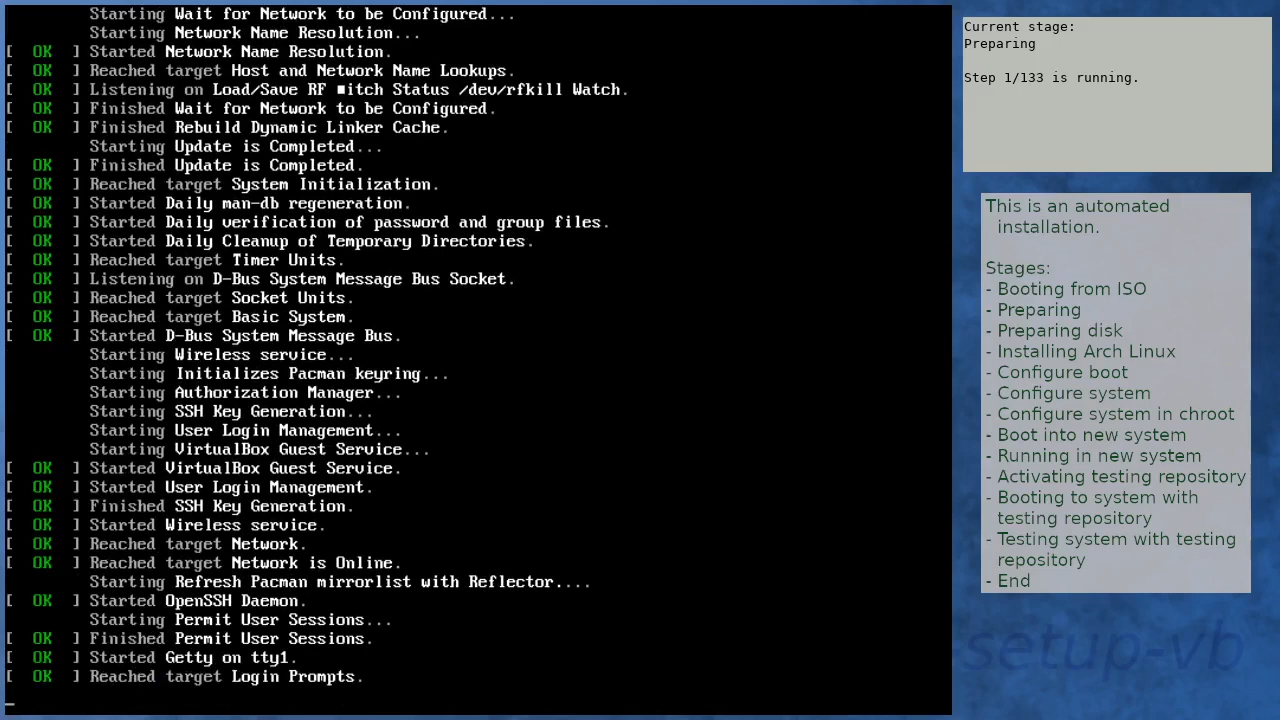 Starting Wait for Network to be Configured...
Starting Network Name Resolution...
[  OK  ] Started Network Name Resolution.
[  OK  ] Reached target Host and Network Name Lookups.
[  OK  ] Listening on Load/Save RF ■itch Status /dev/rfkill Watch.
[  OK  ] Finished Wait for Network to be Configured.
[  OK  ] Finished Rebuild Dynamic Linker Cache.
Starting Update is Completed...
[  OK  ] Finished Update is Completed.
[  OK  ] Reached target System Initialization.
[  OK  ] Started Daily man-db regeneration.
[  OK  ] Started Daily verification of password and group files.
[  OK  ] Started Daily Cleanup of Temporary Directories.
[  OK  ] Reached target Timer Units.
[  OK  ] Listening on D-Bus System Message Bus Socket.
[  OK  ] Reached target Socket Units.
[  OK  ] Reached target Basic System.
[  OK  ] Started D-Bus System Message Bus.
Starting Wireless service...
Starting Initializes Pacman keyring...
Starting Authorization Manager...
Starting SSH Key Generation...
Starting User Login Management...
Starting VirtualBox Guest Service...
[  OK  ] Started VirtualBox Guest Service.
[  OK  ] Started User Login Management.
[  OK  ] Finished SSH Key Generation.
[  OK  ] Started Wireless service.
[  OK  ] Reached target Network.
[  OK  ] Reached target Network is Online.
Starting Refresh Pacman mirrorlist with Reflector....
[  OK  ] Started OpenSSH Daemon.
Starting Permit User Sessions...
[  OK  ] Finished Permit User Sessions.
[  OK  ] Started Getty on tty1.
[  OK  ] Reached target Login Prompts.
_
Current stage:
Preparing
Step 1/133 is running.
This is an automated
installation.
Stages:
- Booting from ISO
- Preparing
- Preparing disk
- Installing Arch Linux
- Configure boot
- Configure system
- Configure system in chroot
- Boot into new system
- Running in new system
- Activating testing repository
- Booting to system with
testing repository
- Testing system with testing
repository
- End
setup-vb